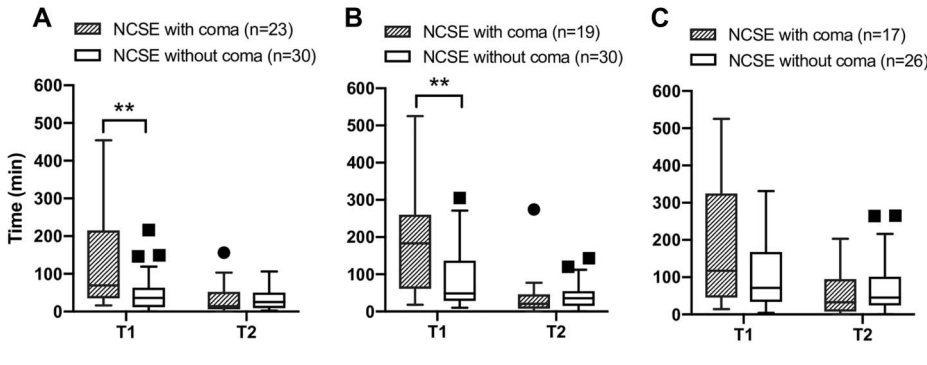 A
NCSE with coma (n=23)
NCSE without coma (n=30)
600
500
400
300
200
100
0
Time (min)
**
T1
T2
B
NCSE with coma (n=19)
NCSE without coma (n=30)
600
500
400
300
200
100
0
**
T1
T2
C
NCSE with coma (n=17)
NCSE without coma (n=26)
600
500
400
300
200
100
0
T1
T2